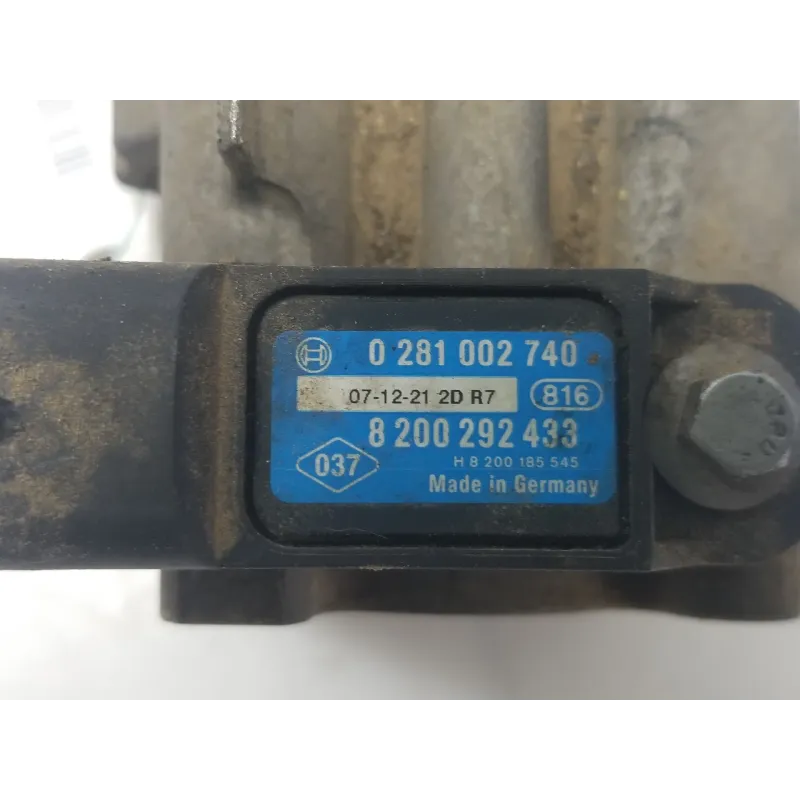 0 281 002 740
07-12-21 2D R7 816
8 200 292 433
037 H 8 200 185 545
Made in Germany